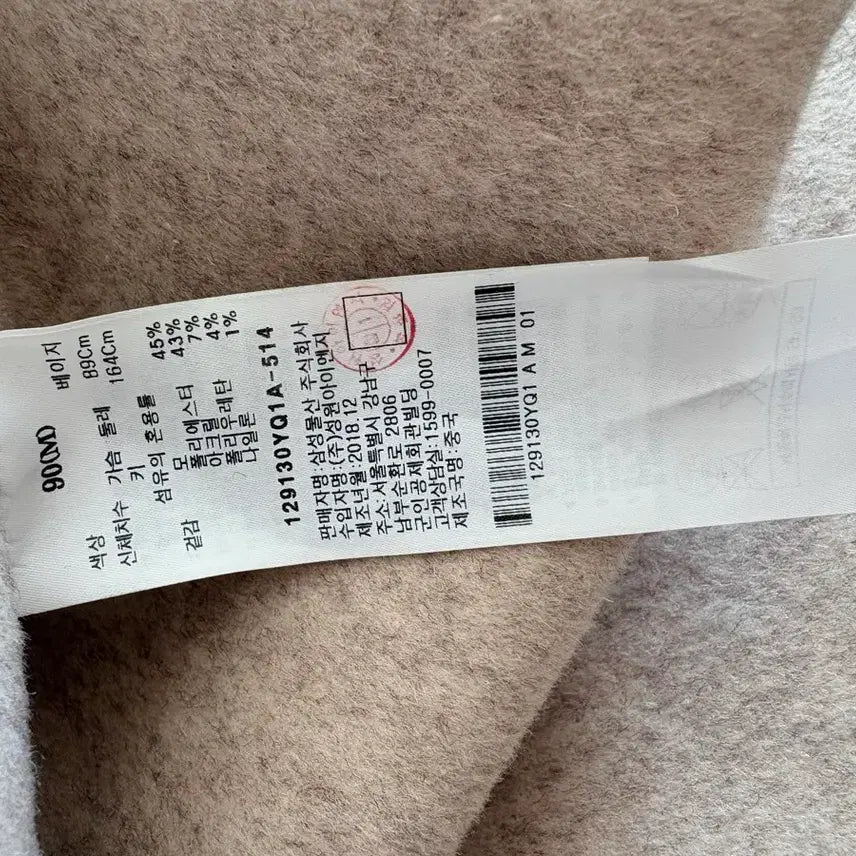 90(M)
색상 베이지
신체치수 가슴 둘레 89Cm
키 164Cm
섬유의 혼용률
겉감 모 45%
폴리에스터 43%
아크릴 7%
폴리우레탄 4%
나일론 1%
129130YQ1A-514
판매자명:삼성물산 주식회사
수입자명:(주)성원아이앤지
제조년월:2018.12
주소:서울특별시 강남구
남부순환로 2806
군인공제회관빌딩
고객상담실:1599-0007
제조국명:중국
129130YQ1 A M 01